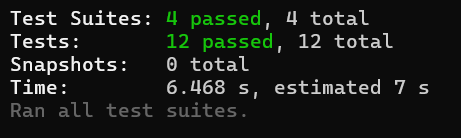 Test Suites: 4 passed, 4 total
Tests:       12 passed, 12 total
Snapshots:   0 total
Time:        6.468 s, estimated 7 s
Ran all test suites.